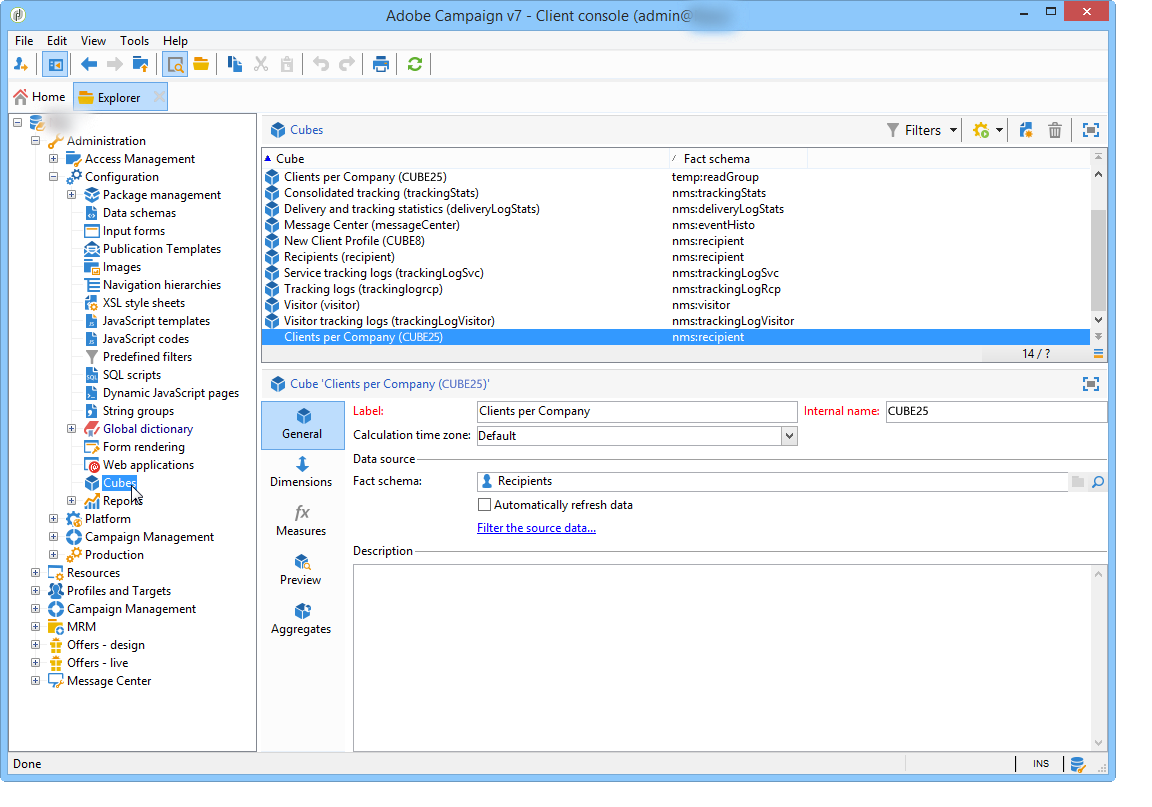 Adobe Campaign v7 - Client console (admin@
File Edit View Tools Help
Home Explorer
Administration
Access Management
Configuration
Package management
Data schemas
Input forms
Publication Templates
Images
Navigation hierarchies
XSL style sheets
JavaScript templates
JavaScript codes
Predefined filters
SQL scripts
Dynamic JavaScript pages
String groups
Global dictionary
Form rendering
Web applications
Cubes
Reports
Platform
Campaign Management
Production
Resources
Profiles and Targets
Campaign Management
MRM
Offers - design
Offers - live
Message Center
Cubes Filters
Cube Fact schema
Clients per Company (CUBE25) temp:readGroup
Consolidated tracking (trackingStats) nms:trackingStats
Delivery and tracking statistics (deliveryLogStats) nms:deliveryLogStats
Message Center (messageCenter) nms:eventHisto
New Client Profile (CUBE8) nms:recipient
Recipients (recipient) nms:recipient
Service tracking logs (trackingLogSvc) nms:trackingLogSvc
Tracking logs (trackinglogrcp) nms:trackingLogRcp
Visitor (visitor) nms:visitor
Visitor tracking logs (trackingLogVisitor) nms:trackingLogVisitor
Clients per Company (CUBE25) nms:recipient
14 / ?
Cube 'Clients per Company (CUBE25)'
General
Dimensions
fx
Measures
Preview
Aggregates
Label: Clients per Company Internal name: CUBE25
Calculation time zone: Default
Data source
Fact schema: Recipients
Automatically refresh data
Filter the source data...
Description
Done INS